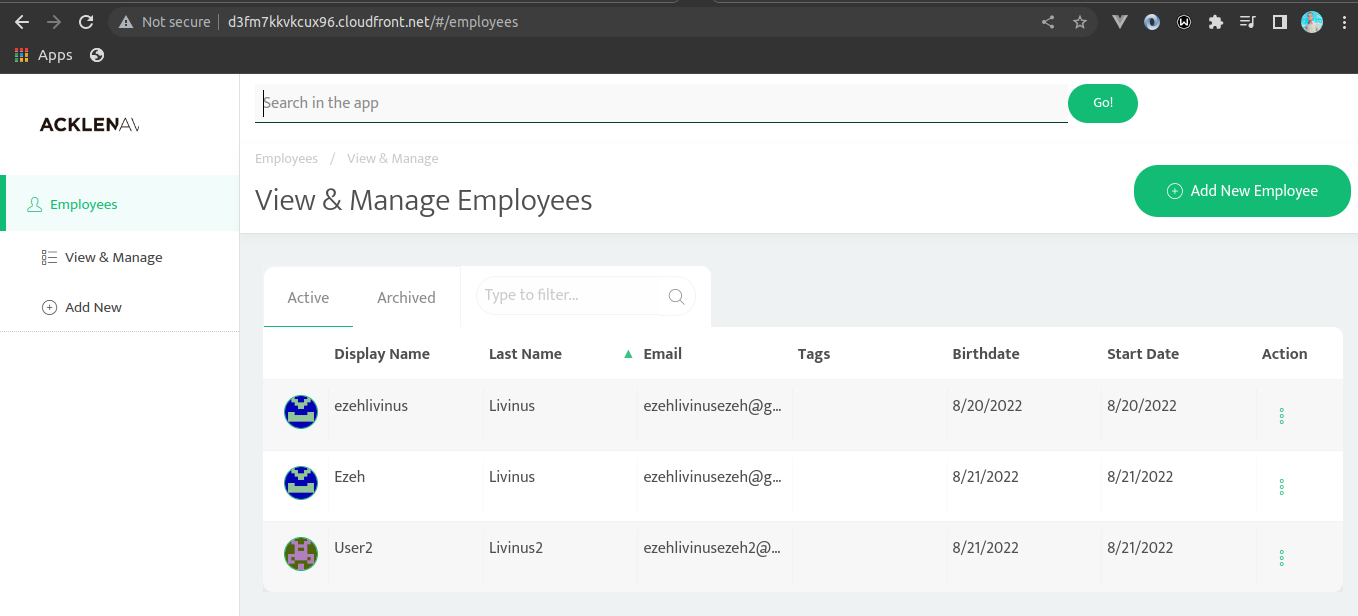 Not secure d3fm7kkvkcux96.cloudfront.net/#/employees
Apps
ACKLENAV
Search in the app Go!
Employees / View & Manage
View & Manage Employees
Add New Employee
Employees
View & Manage
Add New
Active Archived Type to filter...
Display Name Last Name ▲ Email Tags Birthdate Start Date Action
ezehlivinus Livinus ezehlivinusezeh@g... 8/20/2022 8/20/2022
Ezeh Livinus ezehlivinusezeh@g... 8/21/2022 8/21/2022
User2 Livinus2 ezehlivinusezeh2@... 8/21/2022 8/21/2022